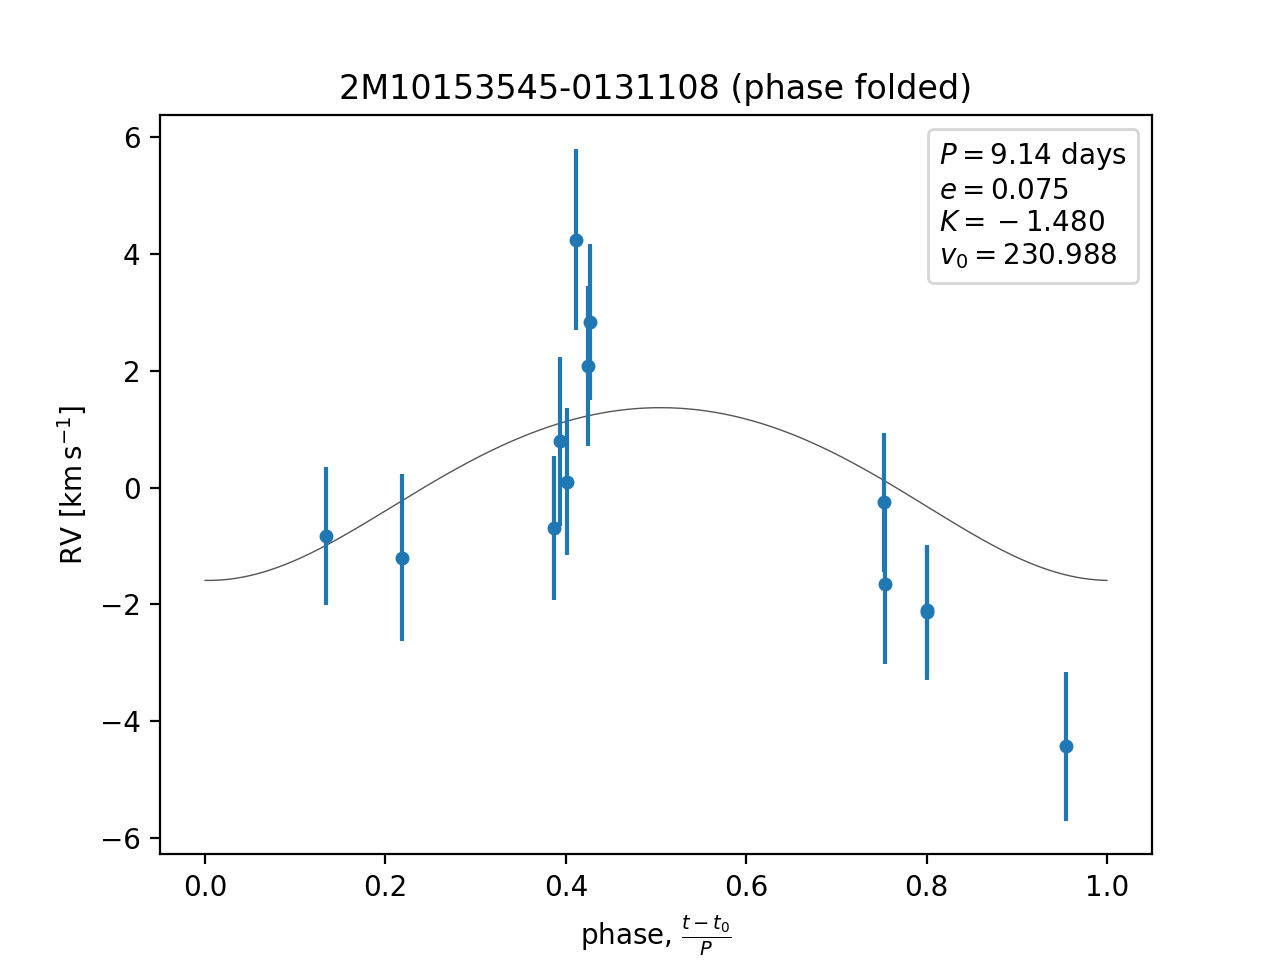 2M10153545-0131108 (phase folded)
P = 9.14 days
e = 0.075
K = −1.480
v₀ = 230.988
RV [km s⁻¹]
6
4
2
0
−2
−4
−6
0.0 0.2 0.4 0.6 0.8 1.0
phase, (t − t₀)/P